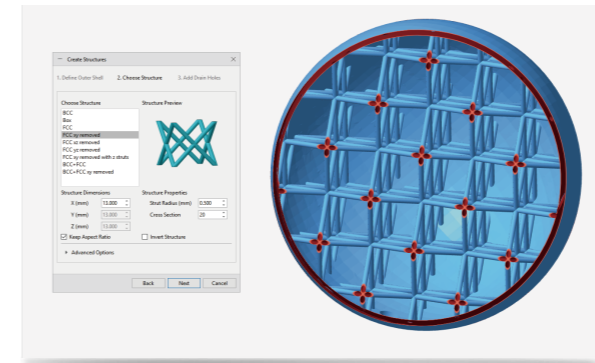 Create Structures
1. Define Outer Shell 2. Choose Structure 3. Add Drain Holes
Choose Structure Structure Preview
BCC
Box
FCC
FCC xy removed
FCC xz removed
FCC yz removed
FCC xy removed with z struts
BCC+FCC
BCC+FCC xy removed
Structure Dimensions Structure Properties
X (mm) 13.000 Strut Radius (mm) 0.500
Y (mm) 13.000 Cross Section 20
Z (mm) 13.000
Keep Aspect Ratio Invert Structure
Advanced Options
Back Next Cancel